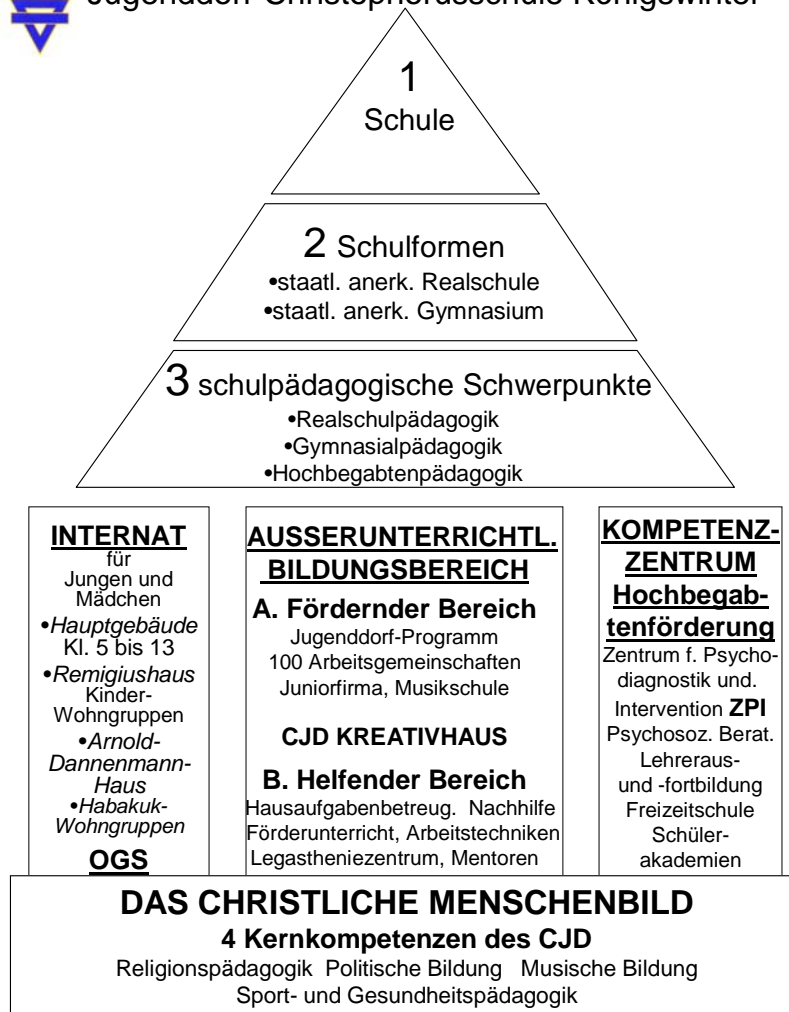 Jugenddorf-Christophorusschule Königswinter
1
Schule
2 Schulformen
•staatl. anerk. Realschule
•staatl. anerk. Gymnasium
3 schulpädagogische Schwerpunkte
•Realschulpädagogik
•Gymnasialpädagogik
•Hochbegabtenpädagogik
INTERNAT
für
Jungen und
Mädchen
•Hauptgebäude
Kl. 5 bis 13
•Remigiushaus
Kinder-
Wohngruppen
•Arnold-
Dannenmann-
Haus
•Habakuk-
Wohngruppen
OGS
AUSSERUNTERRICHTL.
BILDUNGSBEREICH
A. Fördernder Bereich
Jugenddorf-Programm
100 Arbeitsgemeinschaften
Juniorfirma, Musikschule
CJD KREATIVHAUS
B. Helfender Bereich
Hausaufgabenbetreug. Nachhilfe
Förderunterricht, Arbeitstechniken
Legastheniezentrum, Mentoren
KOMPETENZ-
ZENTRUM
Hochbegab-
tenförderung
Zentrum f. Psycho-
diagnostik und.
Intervention ZPI
Psychosoz. Berat.
Lehreraus-
und -fortbildung
Freizeitschule
Schüler-
akademien
DAS CHRISTLICHE MENSCHENBILD
4 Kernkompetenzen des CJD
Religionspädagogik Politische Bildung Musische Bildung
Sport- und Gesundheitspädagogik